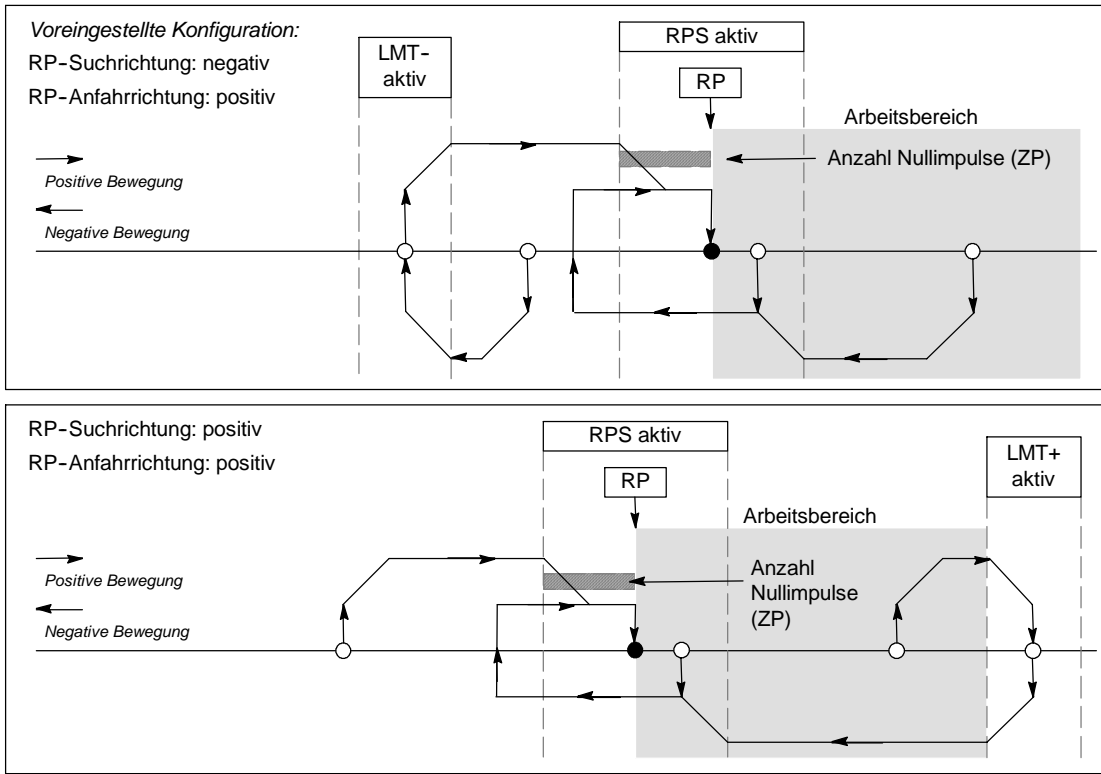 Voreingestellte Konfiguration:
RP-Suchrichtung: negativ
RP-Anfahrrichtung: positiv
LMT-
aktiv
RPS aktiv
RP
Arbeitsbereich
Anzahl Nullimpulse (ZP)
Positive Bewegung
Negative Bewegung
RP-Suchrichtung: positiv
RP-Anfahrrichtung: positiv
RPS aktiv
LMT+
aktiv
RP
Arbeitsbereich
Anzahl
Nullimpulse
(ZP)
Positive Bewegung
Negative Bewegung